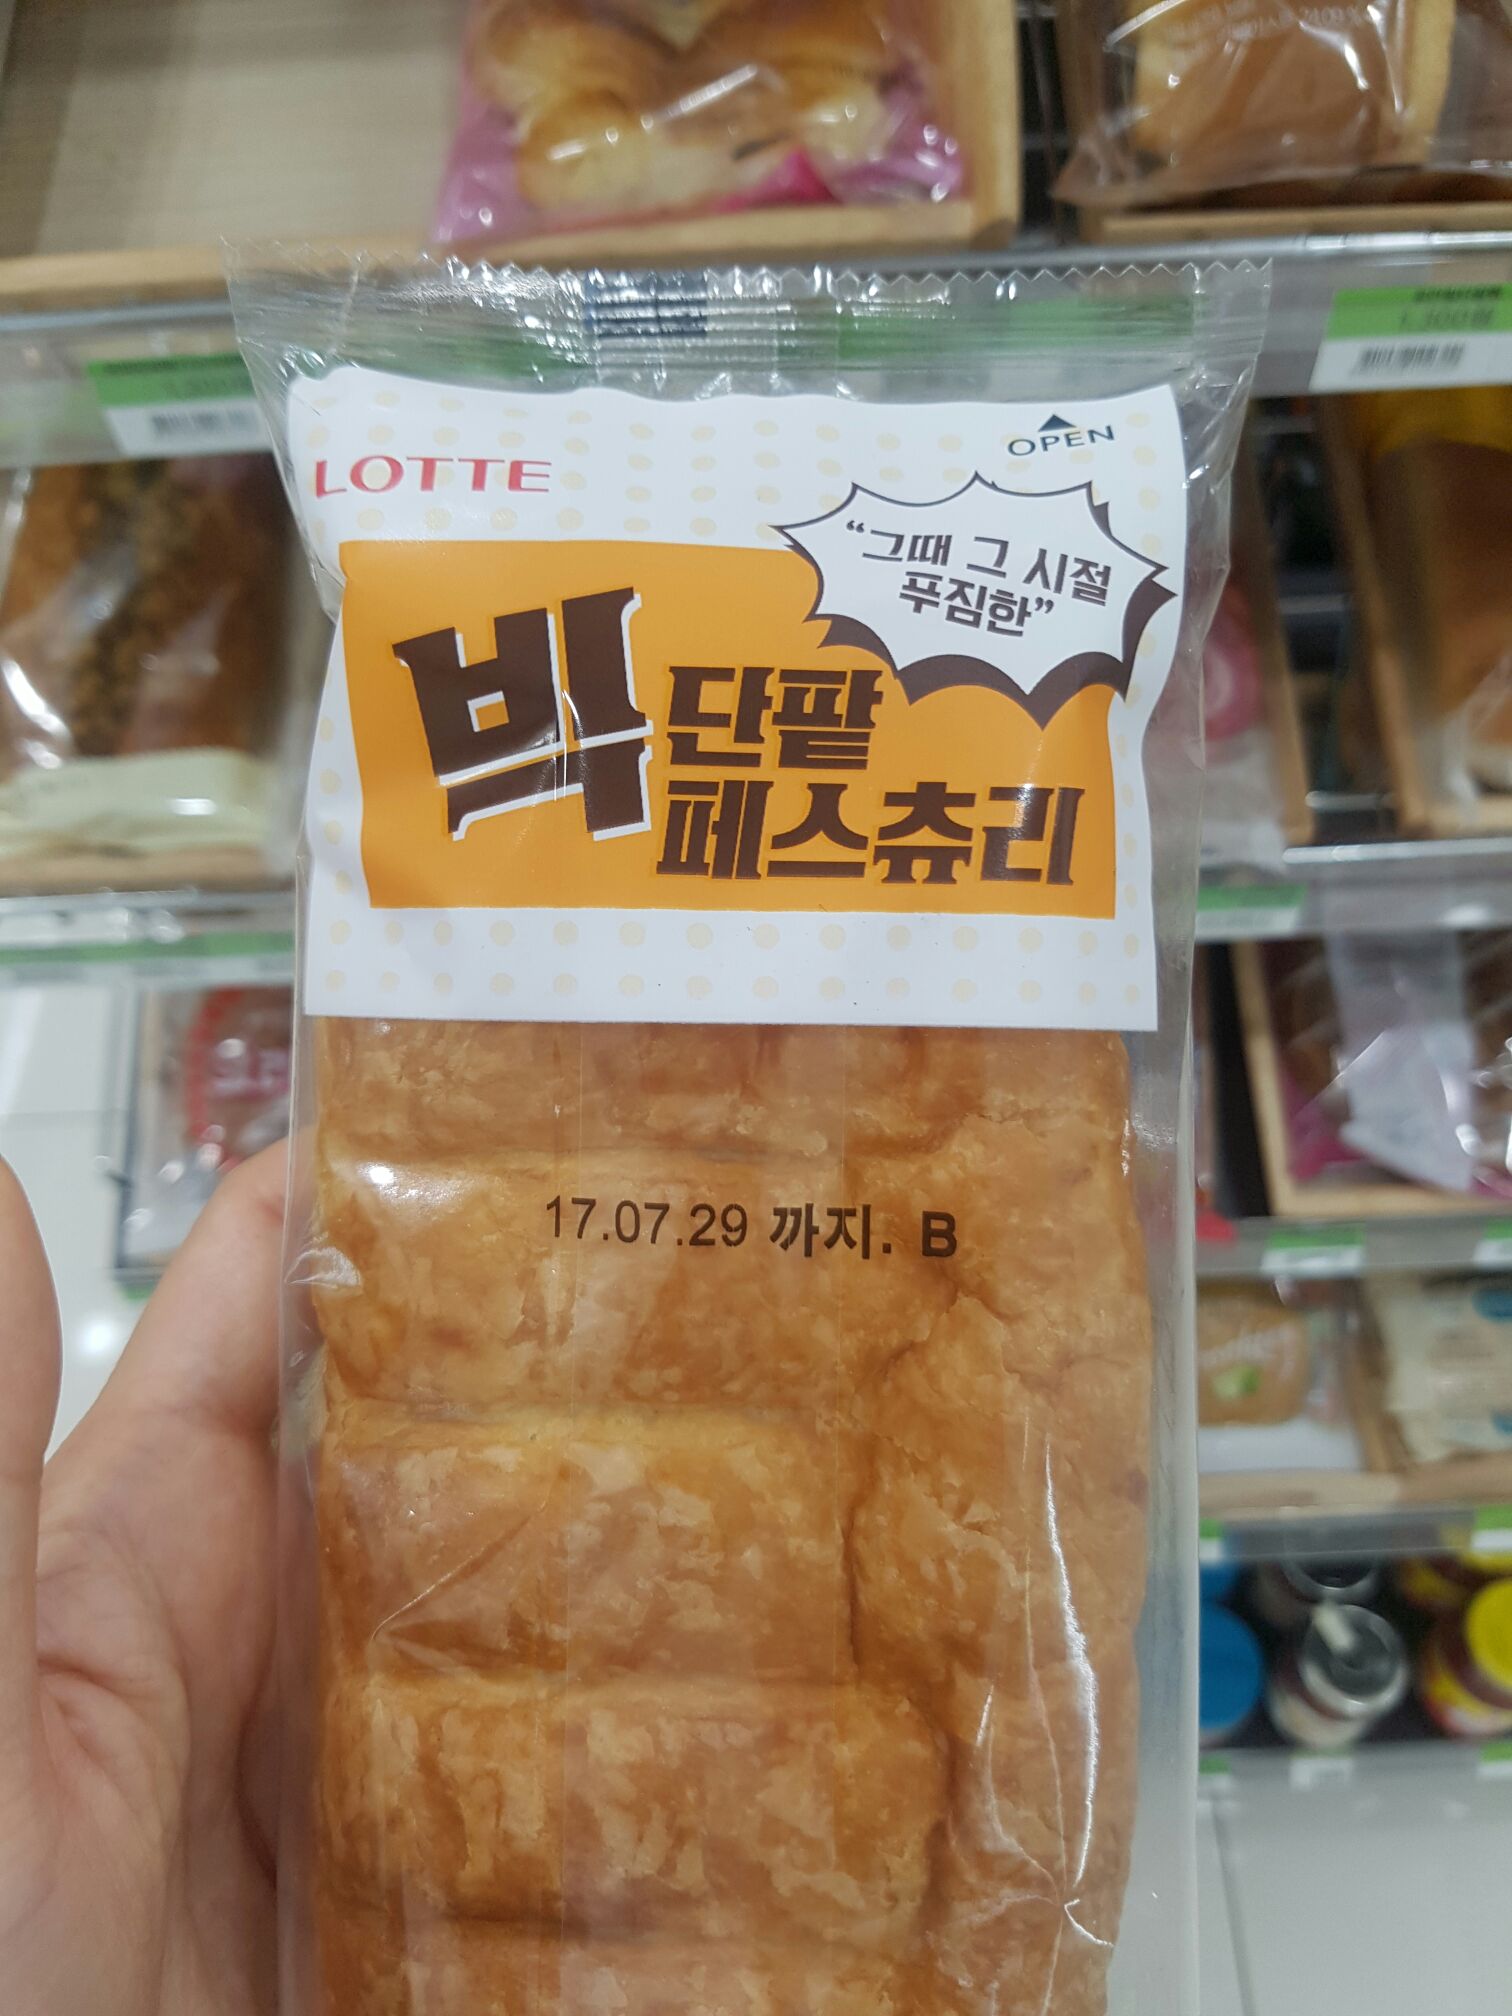 LOTTE
OPEN
“그때 그 시절
푸짐한”
빅 단팥
페스츄리
17.07.29 까지. B